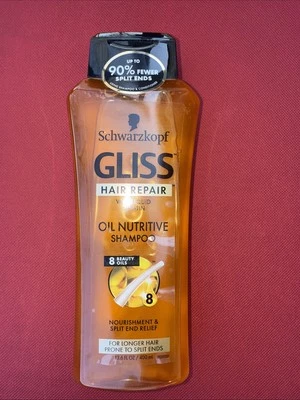 UP TO
90% FEWER
SPLIT ENDS
Schwarzkopf
GLISS
HAIR REPAIR
OIL NUTRITIVE
SHAMPOO
8 BEAUTY OILS
8
NOURISHMENT &
SPLIT END RELIEF
FOR LONGER HAIR
PRONE TO SPLIT ENDS